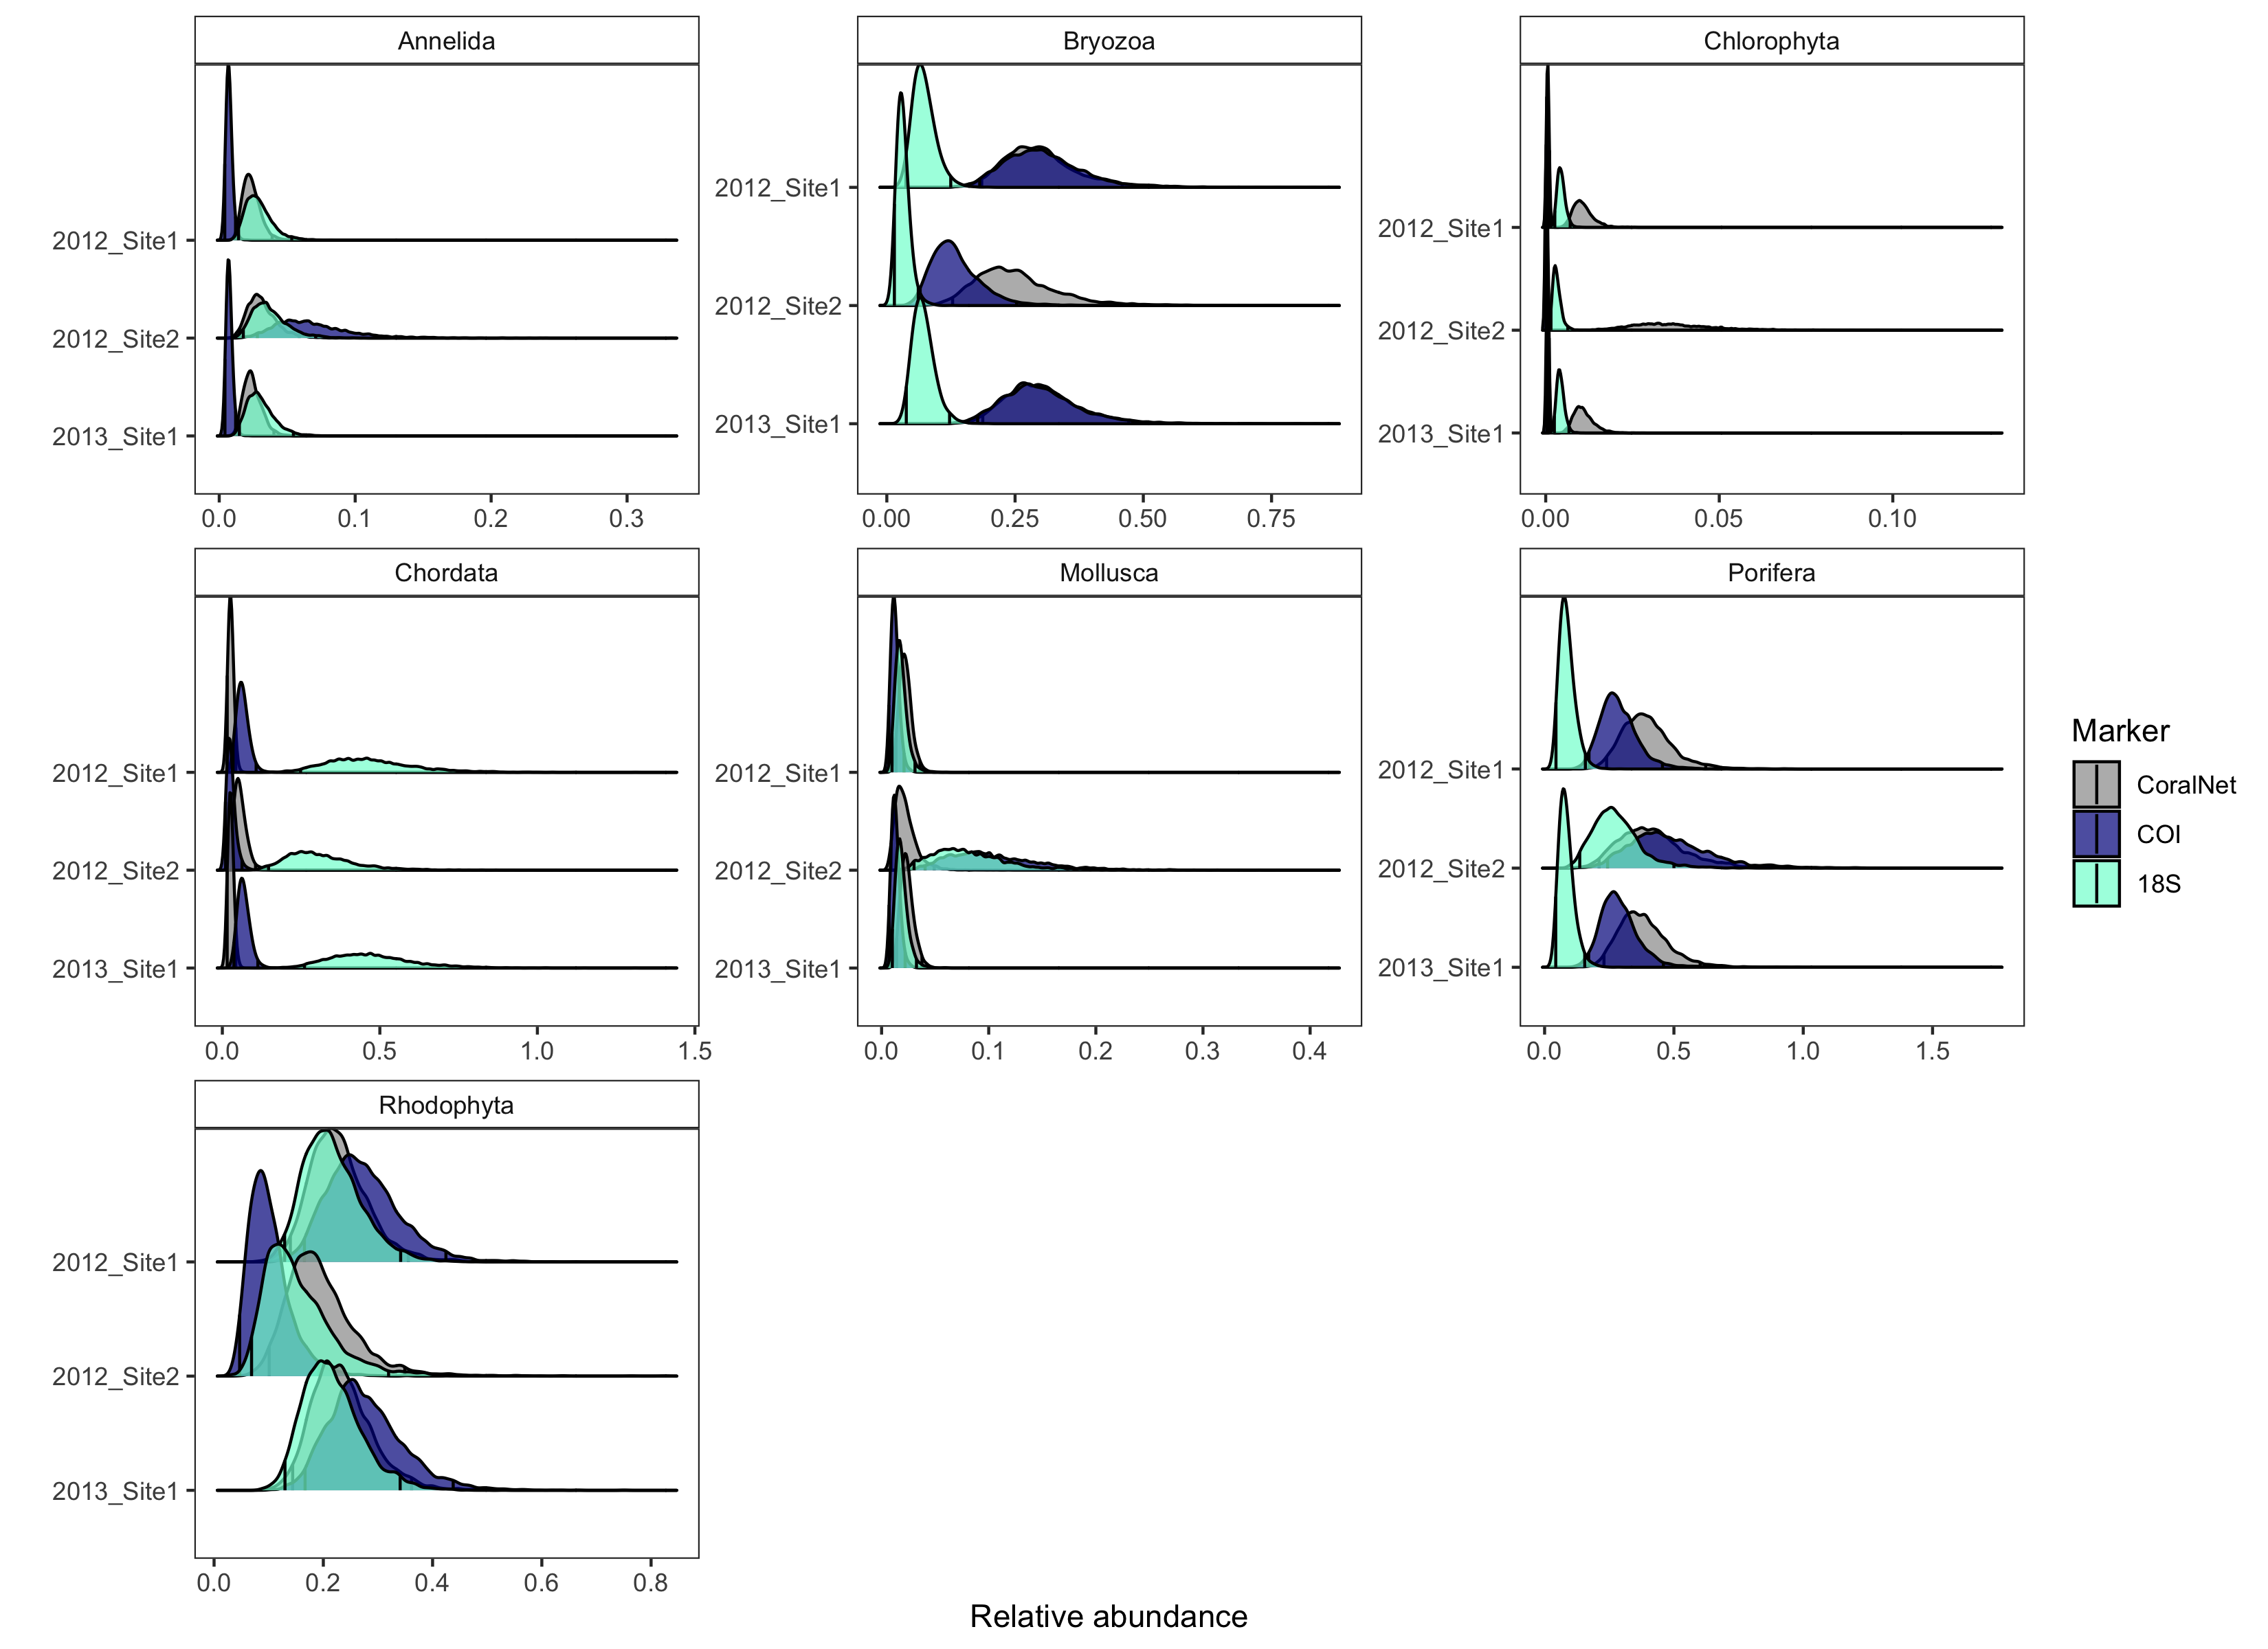 Annelida
Bryozoa
Chlorophyta
2012_Site1
2012_Site2
2013_Site1
2012_Site1
2012_Site2
2013_Site1
2012_Site1
2012_Site2
2013_Site1
0.0 0.1 0.2 0.3
0.00 0.25 0.50 0.75
0.00 0.05 0.10
Chordata
Mollusca
Porifera
2012_Site1
2012_Site2
2013_Site1
2012_Site1
2012_Site2
2013_Site1
2012_Site1
2012_Site2
2013_Site1
0.0 0.5 1.0 1.5
0.0 0.1 0.2 0.3 0.4
0.0 0.5 1.0 1.5
Rhodophyta
2012_Site1
2012_Site2
2013_Site1
0.0 0.2 0.4 0.6 0.8
Relative abundance
Marker
CoralNet
COI
18S